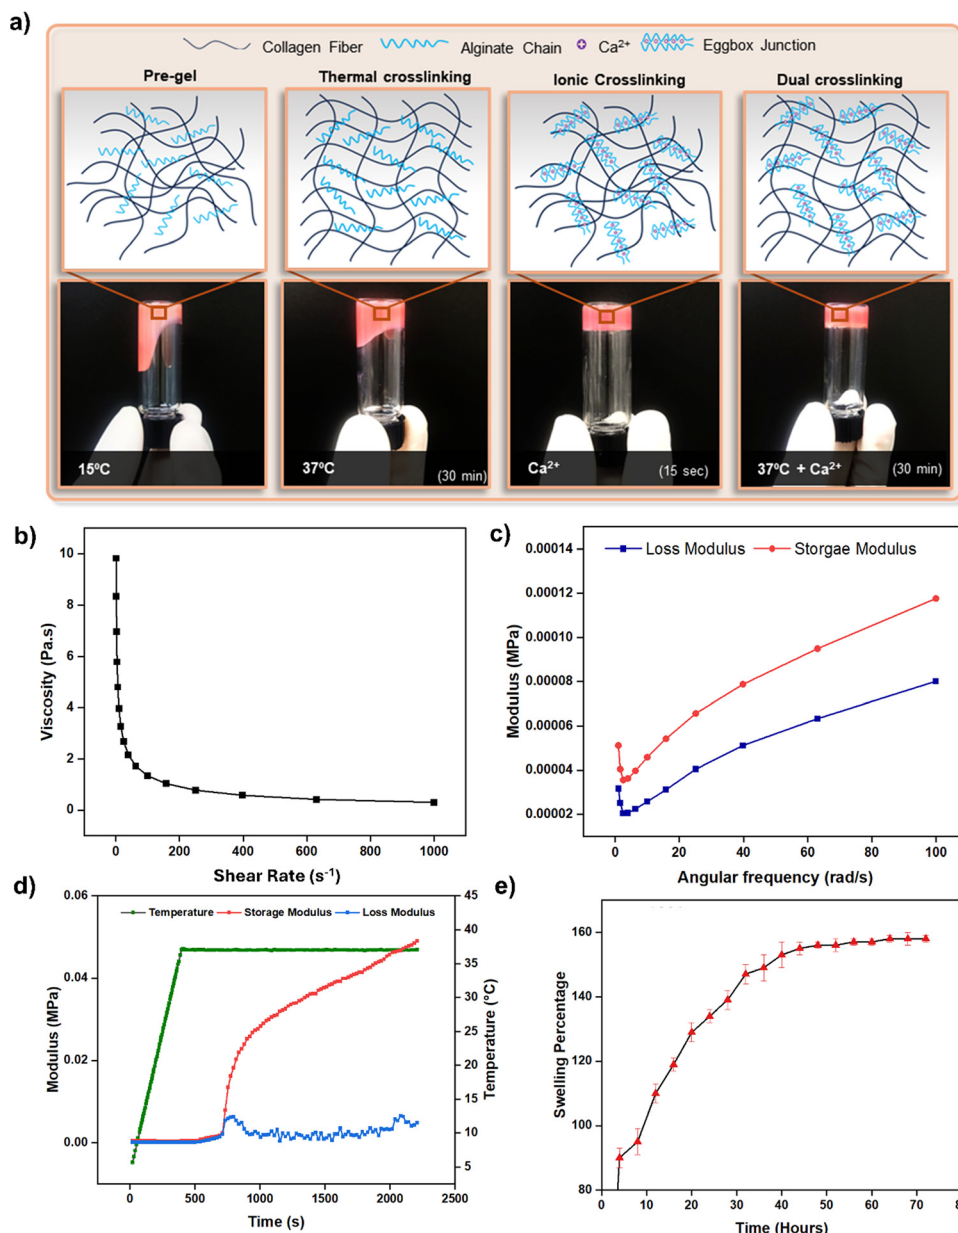 a)
Collagen Fiber Alginate Chain Ca²⁺ Eggbox Junction
Pre-gel Thermal crosslinking Ionic Crosslinking Dual crosslinking
15ºC 37ºC (30 min) Ca²⁺ (15 sec) 37ºC + Ca²⁺ (30 min)
b)
10
8
6
4
2
0
Viscosity (Pa.s)
0 200 400 600 800 1000
Shear Rate (s⁻¹)
c)
Loss Modulus Storgae Modulus
0.00014
0.00012
0.00010
0.00008
0.00006
0.00004
0.00002
Modulus (MPa)
0 20 40 60 80 100
Angular frequency (rad/s)
d)
Temperature Storage Modulus Loss Modulus
0.06
0.04
0.02
0.00
Modulus (MPa)
45
40
35
30
25
20
15
10
5
Temperature (°C)
0 500 1000 1500 2000 2500
Time (s)
e)
160
140
120
100
80
Swelling Percentage
0 10 20 30 40 50 60 70 80
Time (Hours)